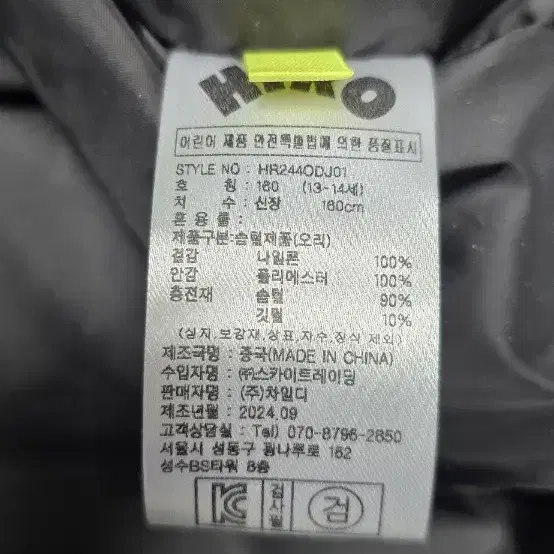 어린이 제품 안전특별법에 의한 품질표시
STYLE NO : HR244ODJ01
호 칭 : 160 (13-14세)
치 수 : 신장 160cm
혼 용 률 :
제품구분:솜털제품(오리)
겉감 나일론 100%
안감 폴리에스터 100%
충전재 솜털 90%
깃털 10%
(심지,보강재,상표,자수,장식 제외)
제조국명 : 중국(MADE IN CHINA)
수입자명 : (주)스카이트레이딩
판매자명 : (주)차일디
제조년월 : 2024.09
고객상담실 : Tel) 070-8796-2850
서울시 성동구 광나루로 152
성수BS타워 8층
KC 검사필 검